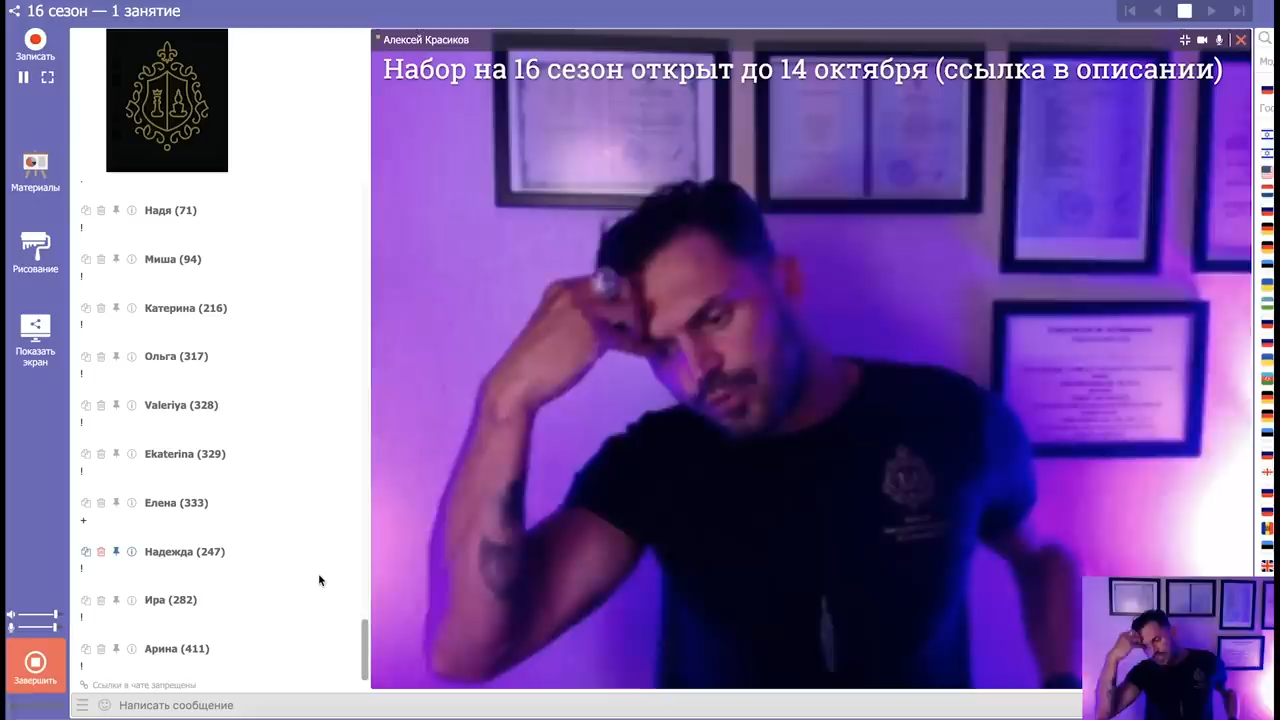 16 сезон — 1 занятие
Записать
Материалы
Рисование
Показать
экран
Завершить
Надя (71)
!
Миша (94)
!
Катерина (216)
!
Ольга (317)
!
Valeriya (328)
!
Ekaterina (329)
!
Елена (333)
+
Надежда (247)
!
Ира (282)
!
Арина (411)
!
Ссылки в чате запрещены
Написать сообщение
Алексей Красиков
Набор на 16 сезон открыт до 14 октября (ссылка в описании)